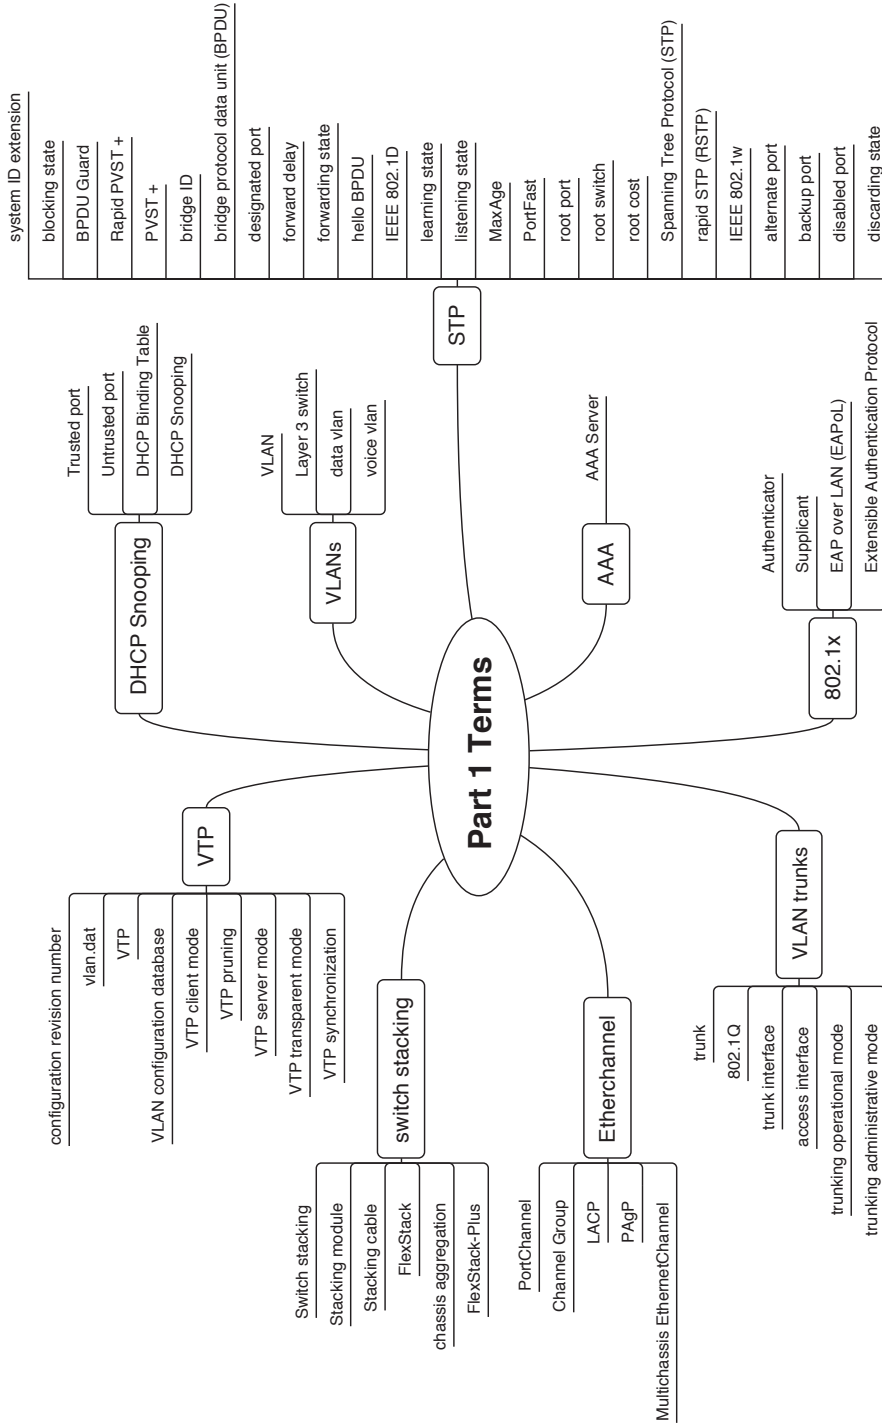 Part 1 Terms
DHCP Snooping
Trusted port
Untrusted port
DHCP Binding Table
DHCP Snooping
VLANs
VLAN
Layer 3 switch
data vlan
voice vlan
STP
system ID extension
blocking state
BPDU Guard
Rapid PVST +
PVST +
bridge ID
bridge protocol data unit (BPDU)
designated port
forward delay
forwarding state
hello BPDU
IEEE 802.1D
learning state
listening state
MaxAge
PortFast
root port
root switch
root cost
Spanning Tree Protocol (STP)
rapid STP (RSTP)
IEEE 802.1w
alternate port
backup port
disabled port
discarding state
AAA
AAA Server
802.1x
Authenticator
Supplicant
EAP over LAN (EAPoL)
Extensible Authentication Protocol
VTP
configuration revision number
vlan.dat
VTP
VLAN configuration database
VTP client mode
VTP pruning
VTP server mode
VTP transparent mode
VTP synchronization
switch stacking
Switch stacking
Stacking module
Stacking cable
FlexStack
chassis aggregation
FlexStack-Plus
Etherchannel
PortChannel
Channel Group
LACP
PAgP
Multichassis EthernetChannel
VLAN trunks
trunk
802.1Q
trunk interface
access interface
trunking operational mode
trunking administrative mode